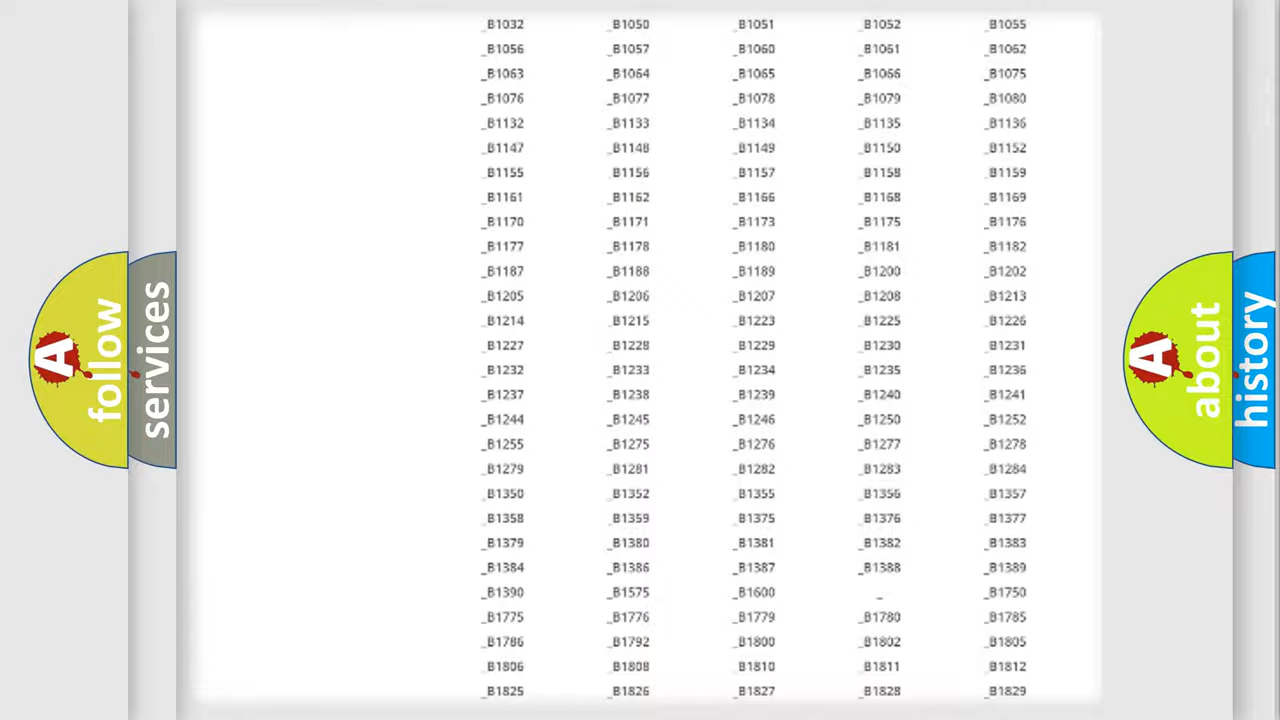 _B1032 _B1050 _B1051 _B1052 _B1055
_B1056 _B1057 _B1060 _B1061 _B1062
_B1063 _B1064 _B1065 _B1066 _B1075
_B1076 _B1077 _B1078 _B1079 _B1080
_B1132 _B1133 _B1134 _B1135 _B1136
_B1147 _B1148 _B1149 _B1150 _B1152
_B1155 _B1156 _B1157 _B1158 _B1159
_B1161 _B1162 _B1166 _B1168 _B1169
_B1170 _B1171 _B1173 _B1175 _B1176
_B1177 _B1178 _B1180 _B1181 _B1182
_B1187 _B1188 _B1189 _B1200 _B1202
_B1205 _B1206 _B1207 _B1208 _B1213
_B1214 _B1215 _B1223 _B1225 _B1226
_B1227 _B1228 _B1229 _B1230 _B1231
_B1232 _B1233 _B1234 _B1235 _B1236
_B1237 _B1238 _B1239 _B1240 _B1241
_B1244 _B1245 _B1246 _B1250 _B1252
_B1255 _B1275 _B1276 _B1277 _B1278
_B1279 _B1281 _B1282 _B1283 _B1284
_B1350 _B1352 _B1355 _B1356 _B1357
_B1358 _B1359 _B1375 _B1376 _B1377
_B1379 _B1380 _B1381 _B1382 _B1383
_B1384 _B1386 _B1387 _B1388 _B1389
_B1390 _B1575 _B1600 _ _B1750
_B1775 _B1776 _B1779 _B1780 _B1785
_B1786 _B1792 _B1800 _B1802 _B1805
_B1806 _B1808 _B1810 _B1811 _B1812
_B1825 _B1826 _B1827 _B1828 _B1829
A
follow
services
A
about
history